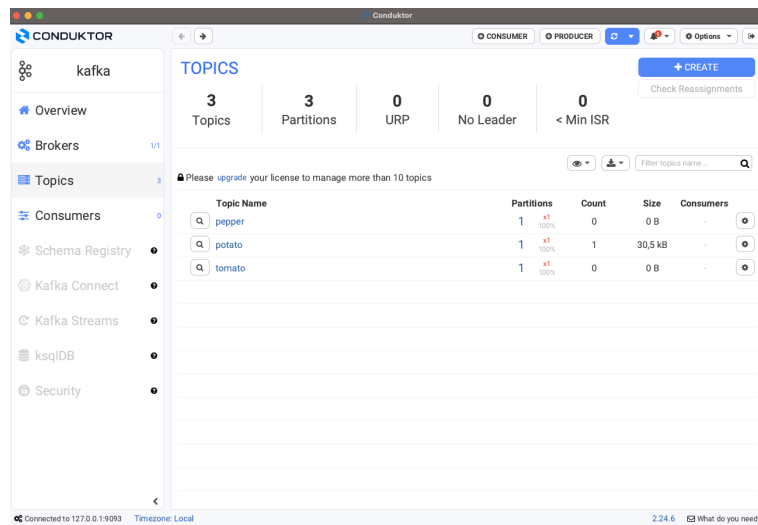 Conduktor
CONDUKTOR
CONSUMER
PRODUCER
Options
kafka
Overview
Brokers 1/1
Topics 3
Consumers 0
Schema Registry
Kafka Connect
Kafka Streams
ksqlDB
Security
TOPICS
+ CREATE
Check Reassignments
3 3 0 0 0
Topics Partitions URP No Leader < Min ISR
Filter topics name...
Please upgrade your license to manage more than 10 topics
Topic Name Partitions Count Size Consumers
pepper 1 x1 100% 0 0 B -
potato 1 x1 100% 1 30,5 kB -
tomato 1 x1 100% 0 0 B -
Connected to 127.0.0.1:9093 Timezone: Local 2.24.6 What do you need